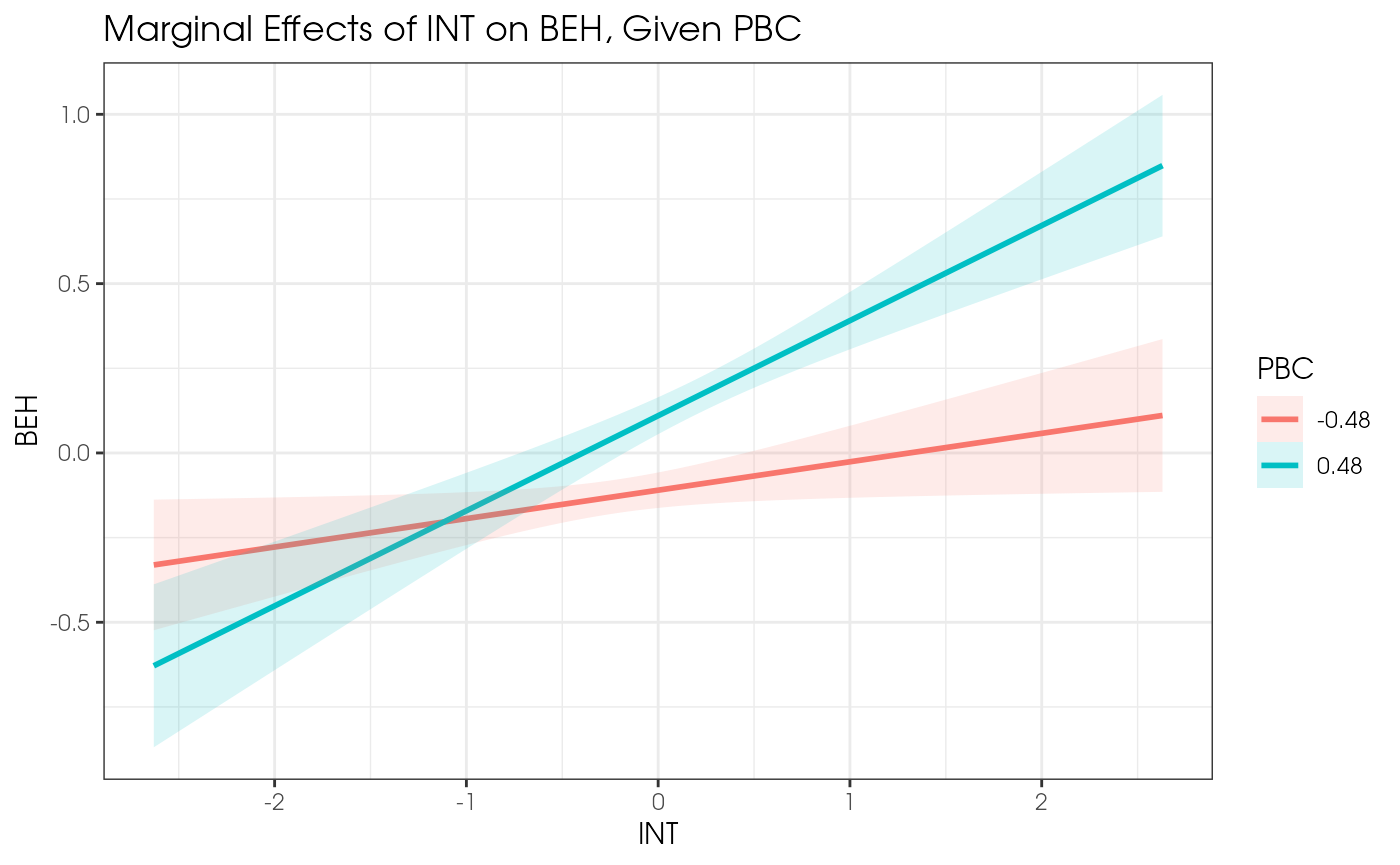 Marginal Effects of INT on BEH, Given PBC
1.0
0.5
0.0
-0.5
BEH
-2 -1 0 1 2
INT
PBC
-0.48
0.48